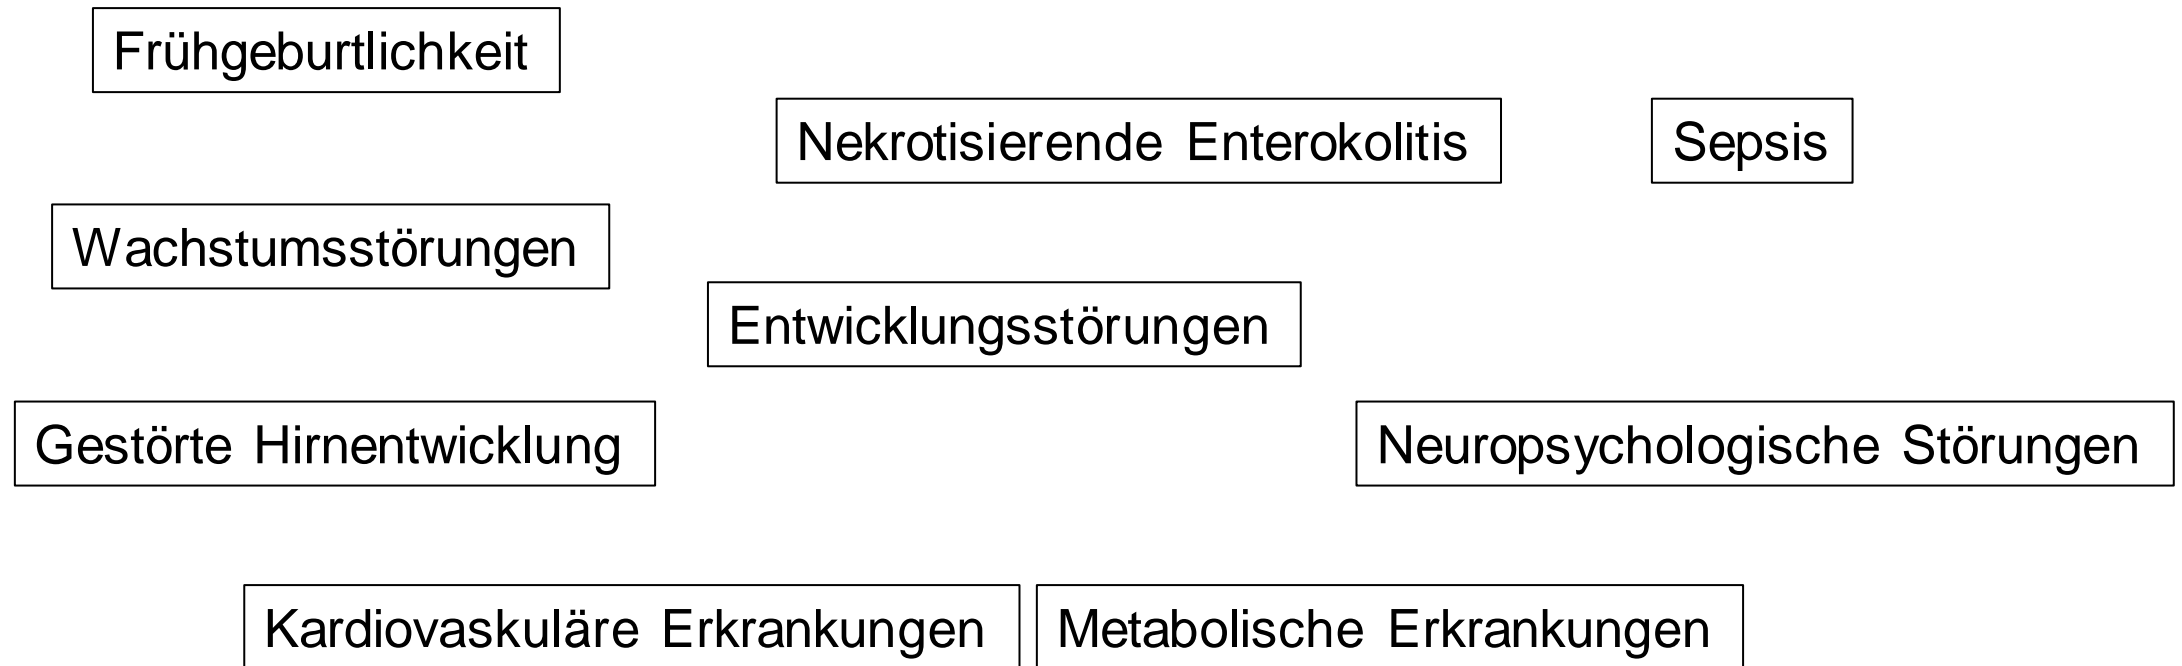 Frühgeburtlichkeit
Nekrotisierende Enterokolitis
Sepsis
Wachstumsstörungen
Entwicklungsstörungen
Gestörte Hirnentwicklung
Neuropsychologische Störungen
Kardiovaskuläre Erkrankungen
Metabolische Erkrankungen